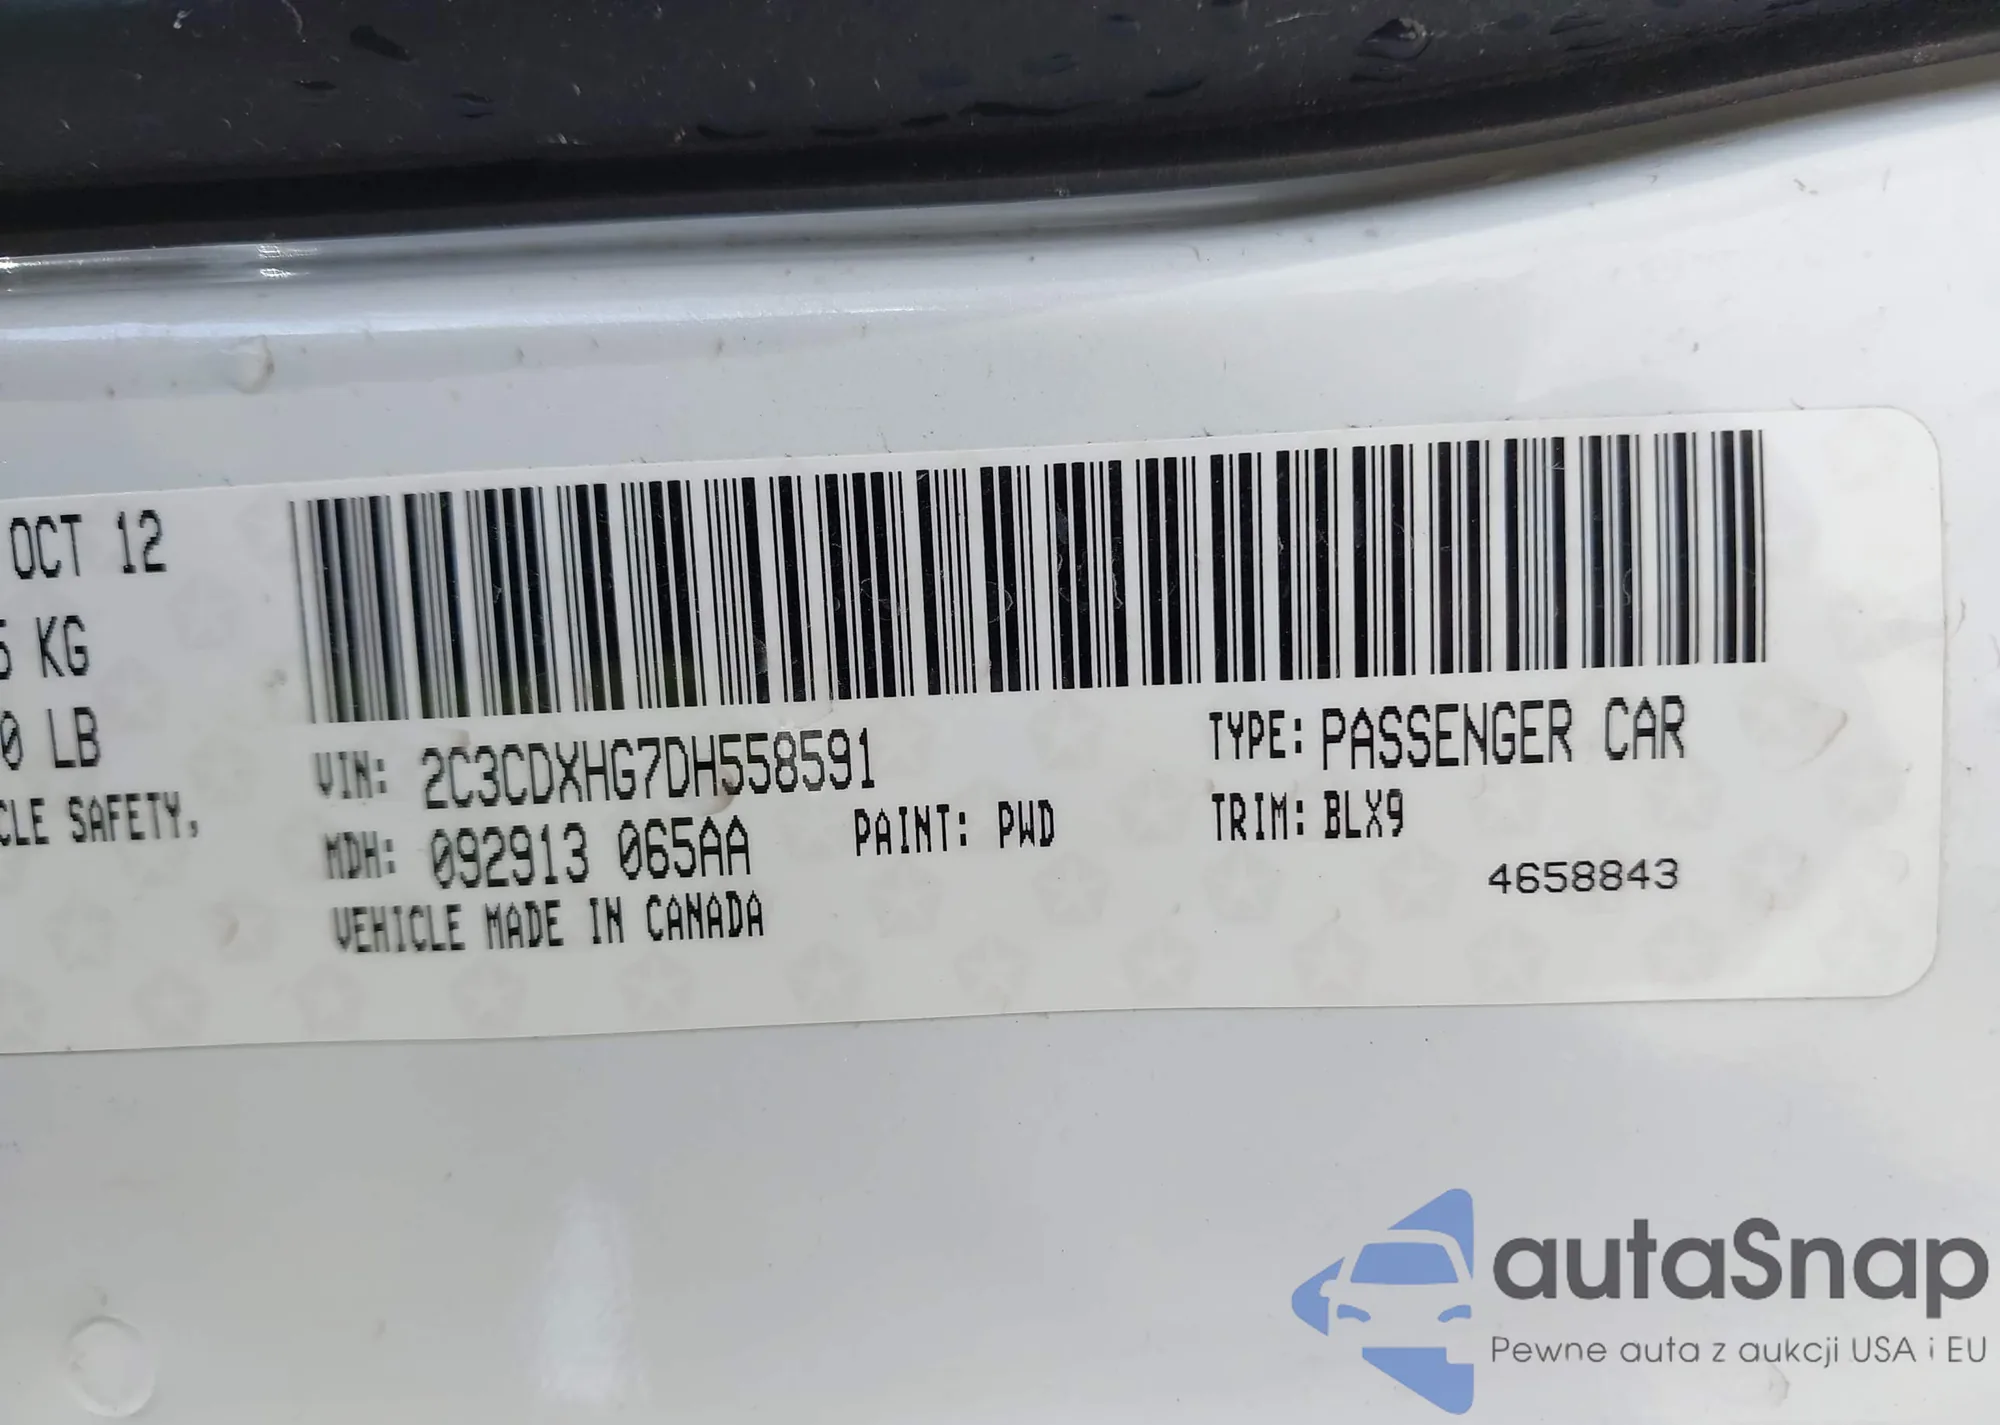 OCT 12
5 KG
0 LB
CLE SAFETY,
VIN: 2C3CDXHG7DH558591
TYPE: PASSENGER CAR
MDH: 092913 065AA
PAINT: PWD
TRIM: BLX9
VEHICLE MADE IN CANADA
4658843
autaSnap
Pewne auta z aukcji USA i EU